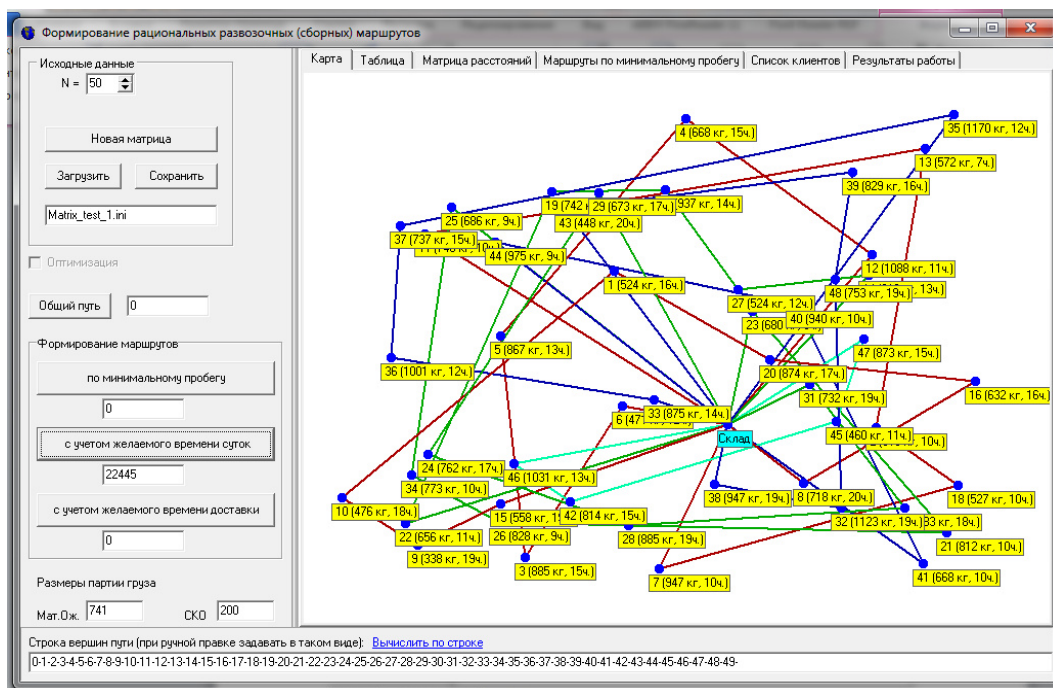 Формирование рациональных развозочных (сборных) маршрутов
Исходные данные
N = 50
Новая матрица
Загрузить Сохранить
Matrix_test_1.ini
Оптимизация
Общий путь 0
Формирование маршрутов
по минимальному пробегу
0
с учетом желаемого времени суток
22445
с учетом желаемого времени доставки
0
Размеры партии груза
Мат.Ож. 741 СКО 200
Карта Таблица Матрица расстояний Маршруты по минимальному пробегу Список клиентов Результаты работы
35 (1170 кг, 12ч.)
4 (668 кг, 15ч.)
13 (572 кг, 7ч.)
39 (829 кг, 16ч.)
19 (742 кг
29 (673 кг, 17ч.)
(937 кг, 14ч.)
25 (686 кг, 9ч.)
43 (448 кг, 20ч.)
37 (737 кг, 15ч.)
44 (975 кг, 9ч.)
12 (1088 кг, 11ч.)
1 (524 кг, 16ч.)
48 (753 кг, 19ч.)
13ч.)
27 (524 кг, 12ч.)
40 (940 кг, 10ч.)
23 (680
5 (867 кг, 13ч.)
47 (873 кг, 15ч.)
36 (1001 кг, 12ч.)
20 (874 кг, 17ч.)
16 (632 кг, 16ч.)
31 (732 кг, 19ч.)
33 (875 кг, 14ч.)
6 (47
Склад
45 (460 кг, 11ч.)
10ч.)
24 (762 кг, 17ч.)
46 (1031 кг, 13ч.)
34 (773 кг, 10ч.)
38 (947 кг, 19ч.)
8 (718 кг, 20ч.)
18 (527 кг, 10ч.)
10 (476 кг, 18ч.)
15 (558 кг,
42 (814 кг, 15ч.)
32 (1123 кг, 19ч.)
33 кг, 18ч.)
22 (656 кг, 11ч.)
26 (828 кг, 9ч.)
28 (885 кг, 19ч.)
21 (812 кг, 10ч.)
9 (338 кг, 19ч.)
3 (885 кг, 15ч.)
7 (947 кг, 10ч.)
41 (668 кг, 10ч.)
Строка вершин пути (при ручной правке задавать в таком виде): Вычислить по строке
0-1-2-3-4-5-6-7-8-9-10-11-12-13-14-15-16-17-18-19-20-21-22-23-24-25-26-27-28-29-30-31-32-33-34-35-36-37-38-39-40-41-42-43-44-45-46-47-48-49-